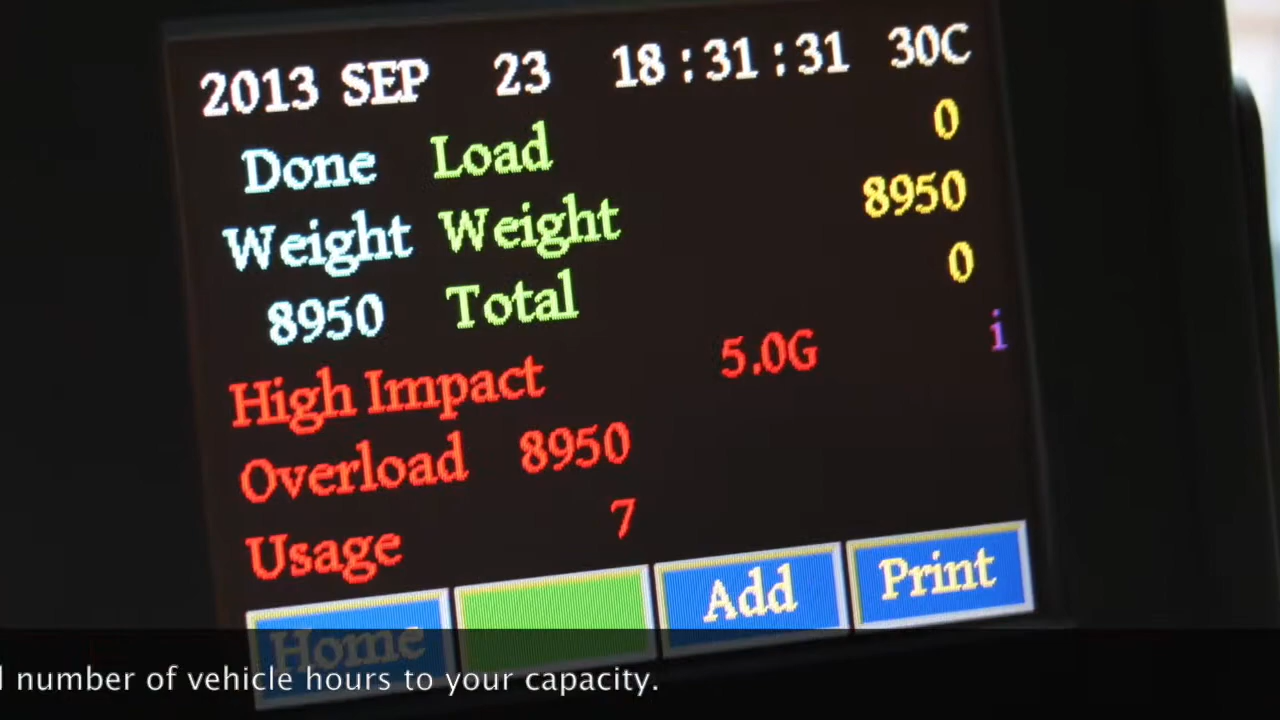 2013 SEP 23 18:31:31 30C
Done Load 0
Weight Weight 8950
8950 Total 0
High Impact 5.0G i
Overload 8950
Usage 7
Home Add Print
number of vehicle hours to your capacity.